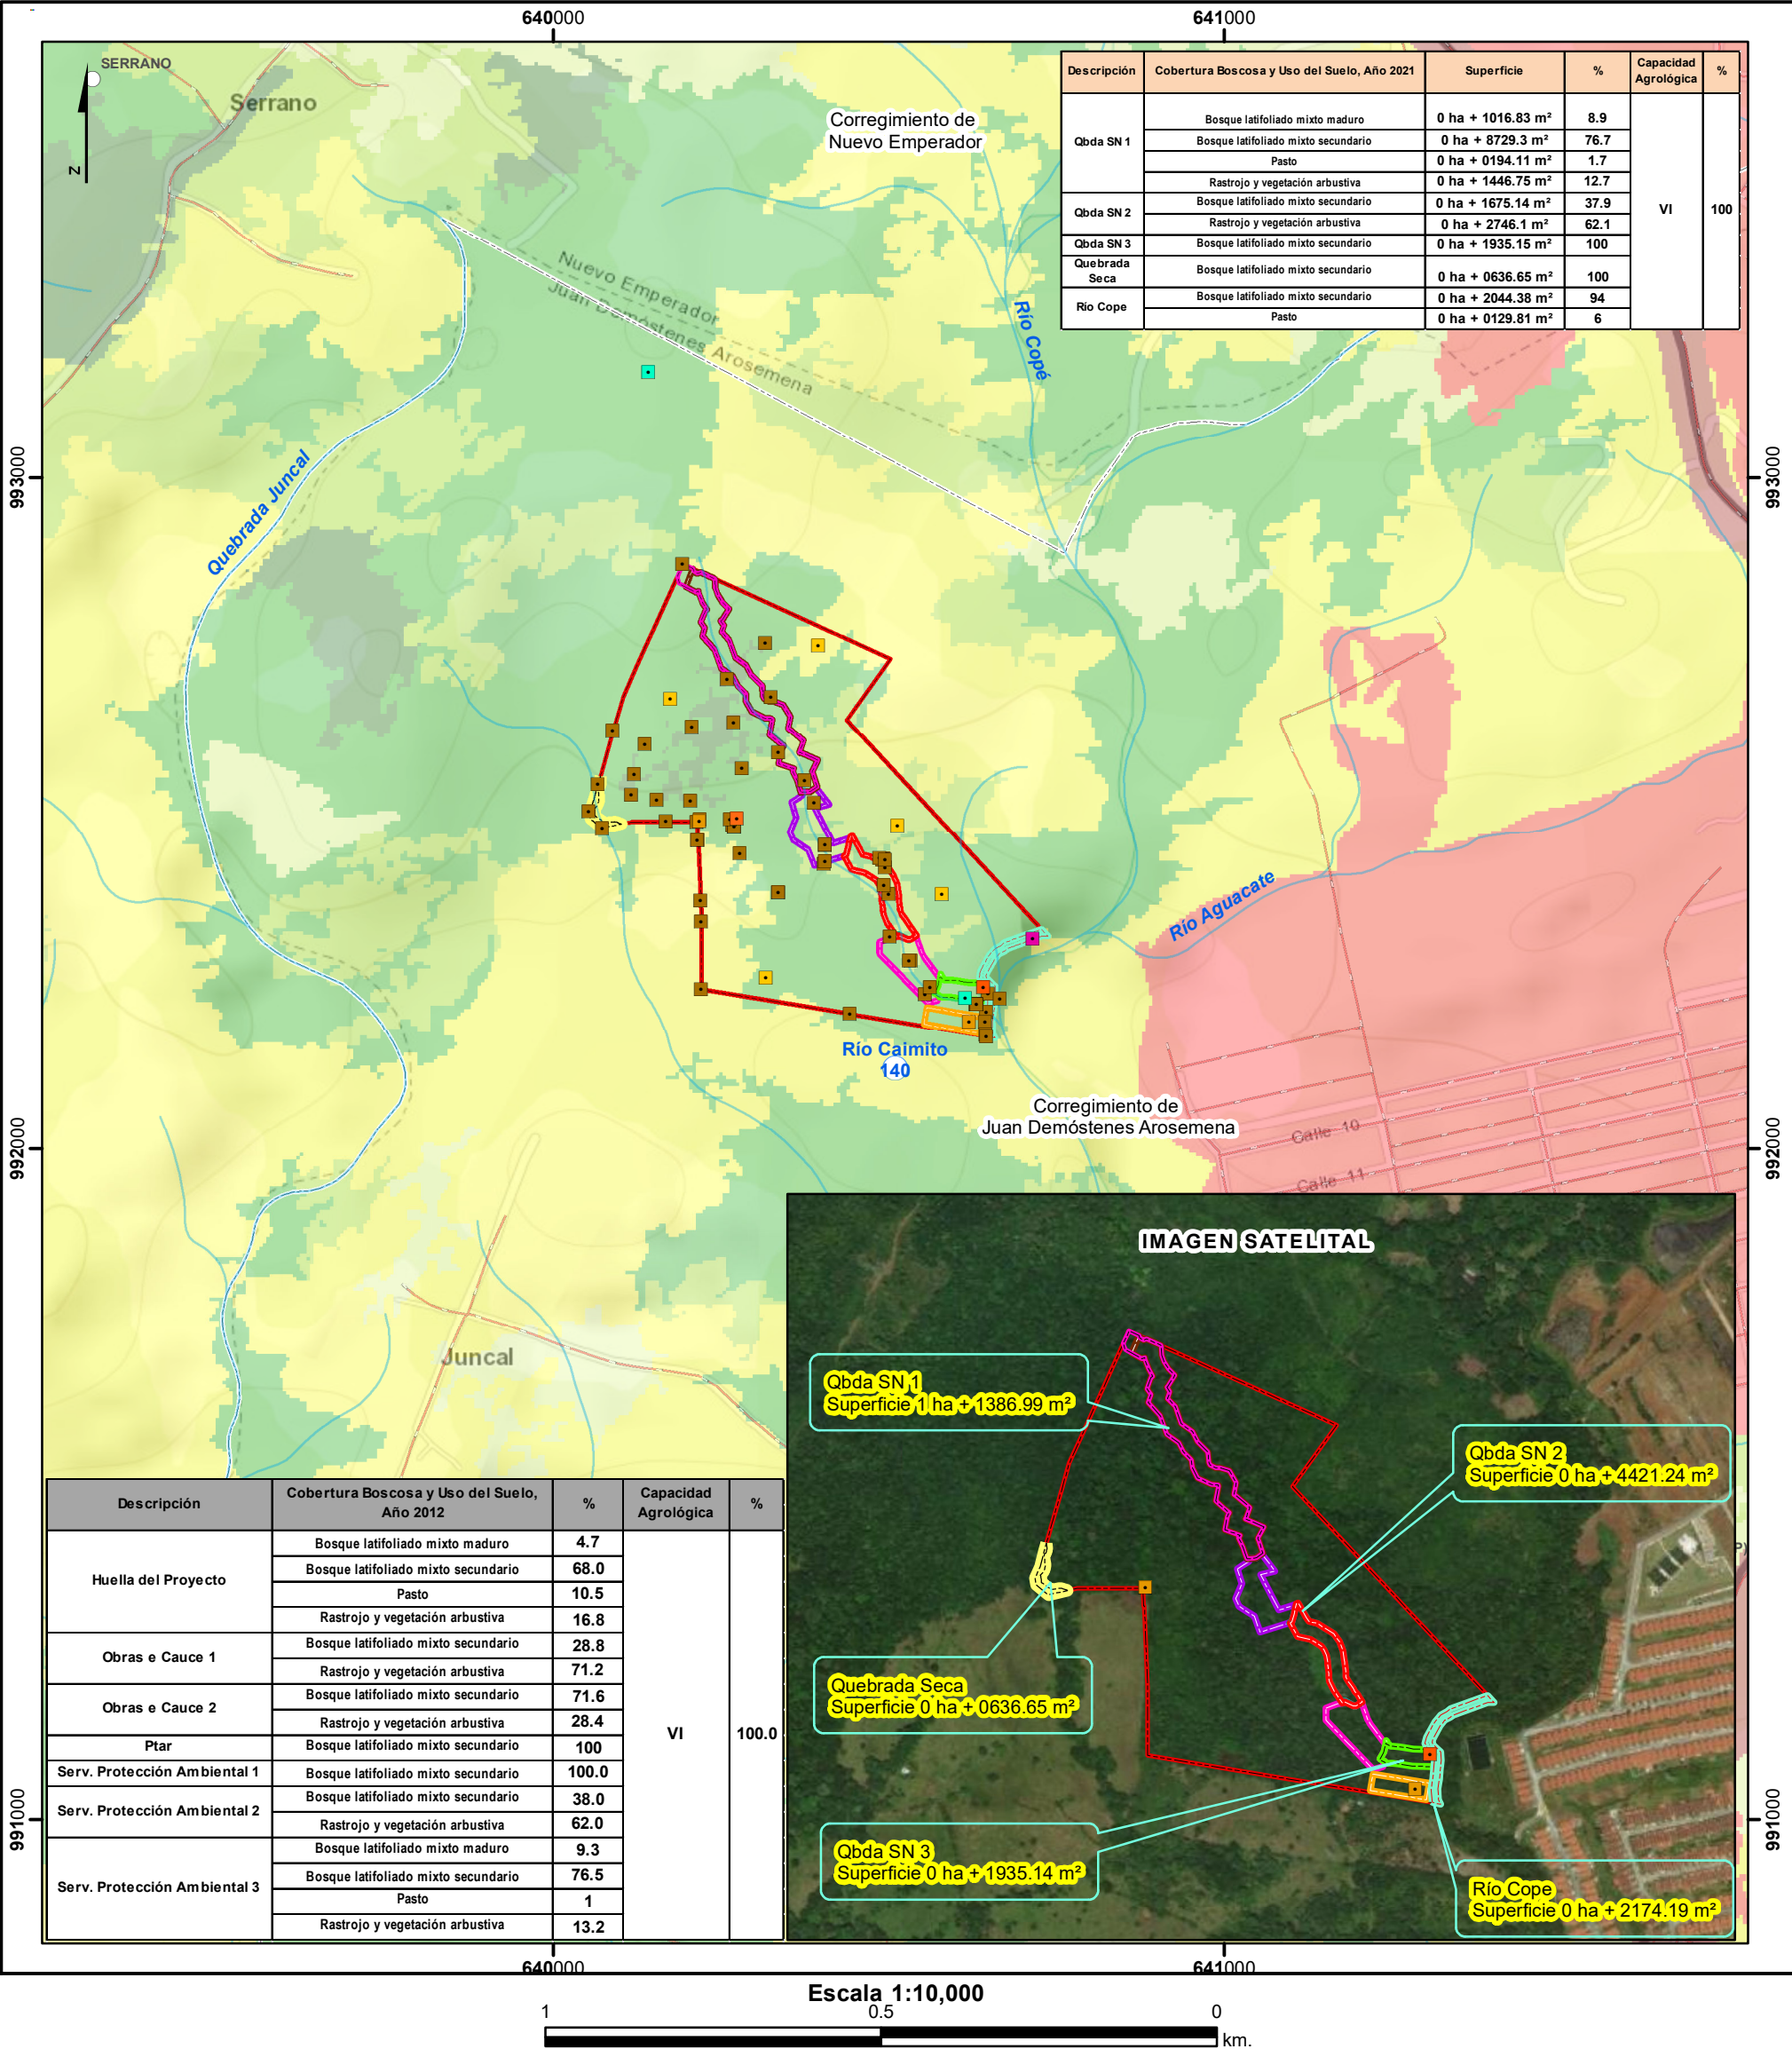 640000
641000
SERRANO
Serrano
N
Corregimiento de
Nuevo Emperador
Descripción
Cobertura Boscosa y Uso del Suelo, Año 2021
Superficie
%
Capacidad
Agrológica
%
Qbda SN 1
Bosque latifoliado mixto maduro
0 ha + 1016.83 m²
8.9
Bosque latifoliado mixto secundario
0 ha + 8729.3 m²
76.7
Pasto
0 ha + 0194.11 m²
1.7
Rastrojo y vegetación arbustiva
0 ha + 1446.75 m²
12.7
Qbda SN 2
Bosque latifoliado mixto secundario
0 ha + 1675.14 m²
37.9
Rastrojo y vegetación arbustiva
0 ha + 2746.1 m²
62.1
Qbda SN 3
Bosque latifoliado mixto secundario
0 ha + 1935.15 m²
100
Quebrada
Seca
Bosque latifoliado mixto secundario
0 ha + 0636.65 m²
100
Río Cope
Bosque latifoliado mixto secundario
0 ha + 2044.38 m²
94
Pasto
0 ha + 0129.81 m²
6
VI
100
Nuevo Emperador
Juan Demóstenes Arosemena
Río Copé
993000
993000
Quebrada Juncal
Río Aguacate
Río Caimito
140
Corregimiento de
Juan Demóstenes Arosemena
992000
992000
Calle 10
Calle 11
Juncal
IMAGEN SATELITAL
Qbda SN 1
Superficie 1 ha + 1386.99 m²
Qbda SN 2
Superficie 0 ha + 4421.24 m²
Quebrada Seca
Superficie 0 ha + 0636.65 m²
Qbda SN 3
Superficie 0 ha + 1935.14 m²
Río Cope
Superficie 0 ha + 2174.19 m²
P)
Descripción
Cobertura Boscosa y Uso del Suelo,
Año 2012
%
Capacidad
Agrológica
%
Huella del Proyecto
Bosque latifoliado mixto maduro
4.7
Bosque latifoliado mixto secundario
68.0
Pasto
10.5
Rastrojo y vegetación arbustiva
16.8
Obras e Cauce 1
Bosque latifoliado mixto secundario
28.8
Rastrojo y vegetación arbustiva
71.2
Obras e Cauce 2
Bosque latifoliado mixto secundario
71.6
Rastrojo y vegetación arbustiva
28.4
Ptar
Bosque latifoliado mixto secundario
100
Serv. Protección Ambiental 1
Bosque latifoliado mixto secundario
100.0
Serv. Protección Ambiental 2
Bosque latifoliado mixto secundario
38.0
Rastrojo y vegetación arbustiva
62.0
Serv. Protección Ambiental 3
Bosque latifoliado mixto maduro
9.3
Bosque latifoliado mixto secundario
76.5
Pasto
1
Rastrojo y vegetación arbustiva
13.2
VI
100.0
991000
991000
640000
641000
Escala 1:10,000
1
0.5
0
km.